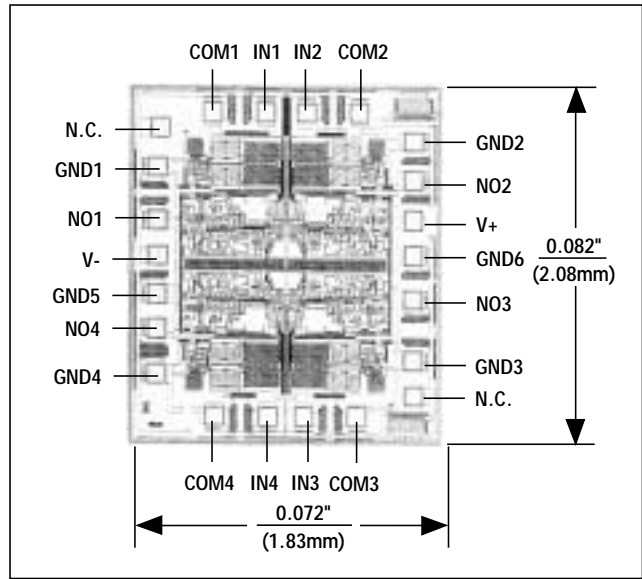 COM1 IN1 IN2 COM2
N.C.
GND1
NO1
V-
GND5
NO4
GND4
GND2
NO2
V+
GND6
NO3
GND3
N.C.
0.082"
(2.08mm)
COM4 IN4 IN3 COM3
0.072"
(1.83mm)